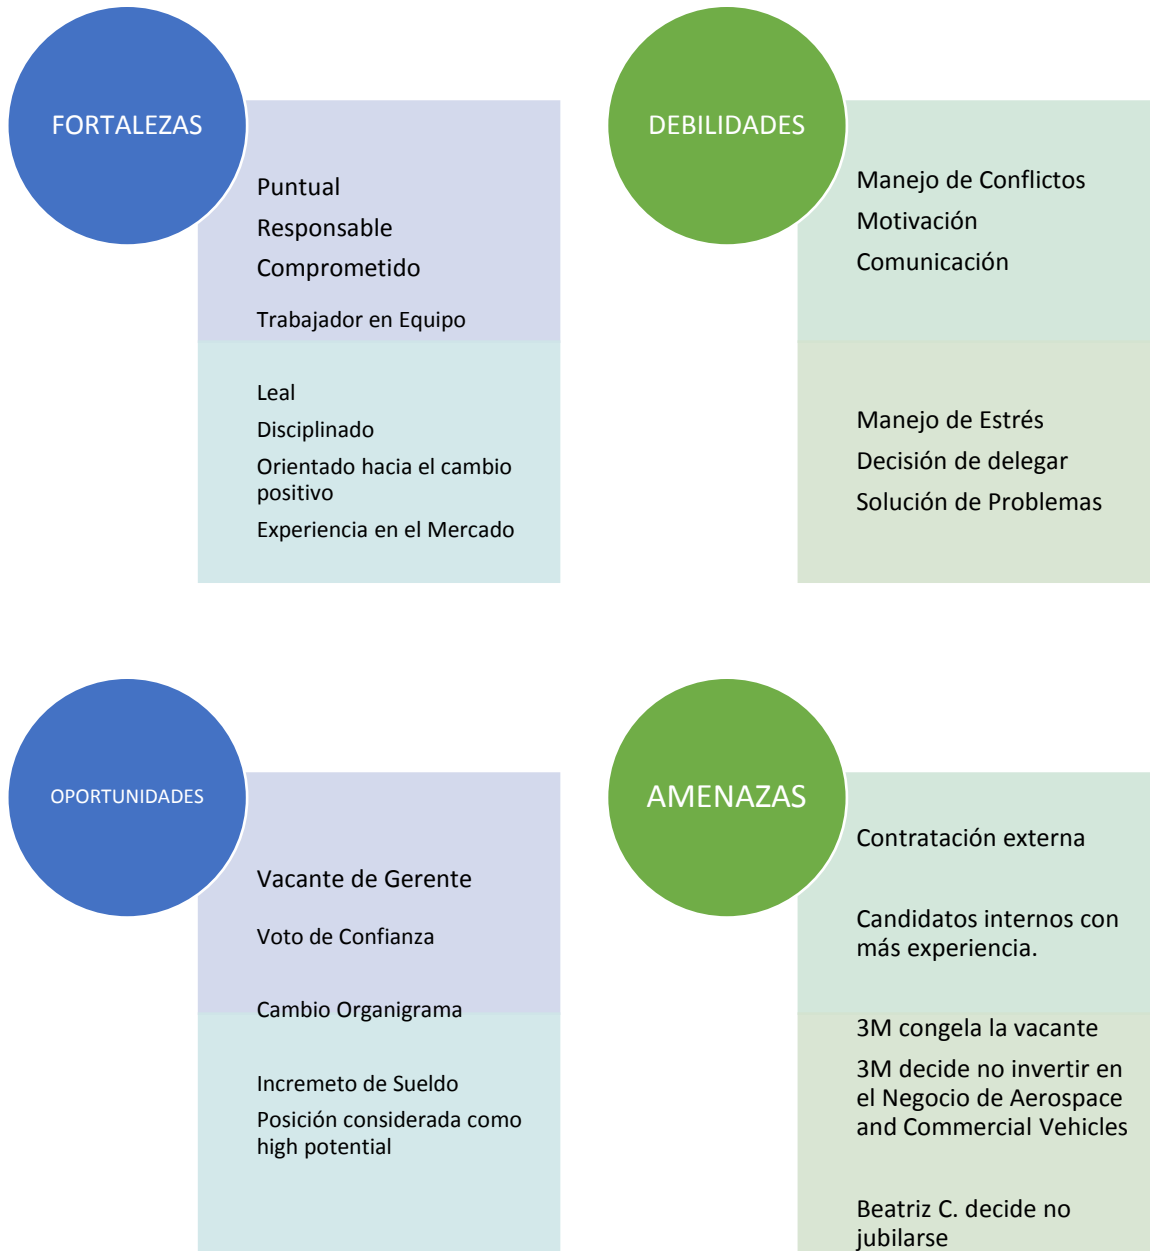 FORTALEZAS
Puntual
Responsable
Comprometido
Trabajador en Equipo
Leal
Disciplinado
Orientado hacia el cambio
positivo
Experiencia en el Mercado
DEBILIDADES
Manejo de Conflictos
Motivación
Comunicación
Manejo de Estrés
Decisión de delegar
Solución de Problemas
OPORTUNIDADES
Vacante de Gerente
Voto de Confianza
Cambio Organigrama
Incremeto de Sueldo
Posición considerada como
high potential
AMENAZAS
Contratación externa
Candidatos internos con
más experiencia.
3M congela la vacante
3M decide no invertir en
el Negocio de Aerospace
and Commercial Vehicles
Beatriz C. decide no
jubilarse